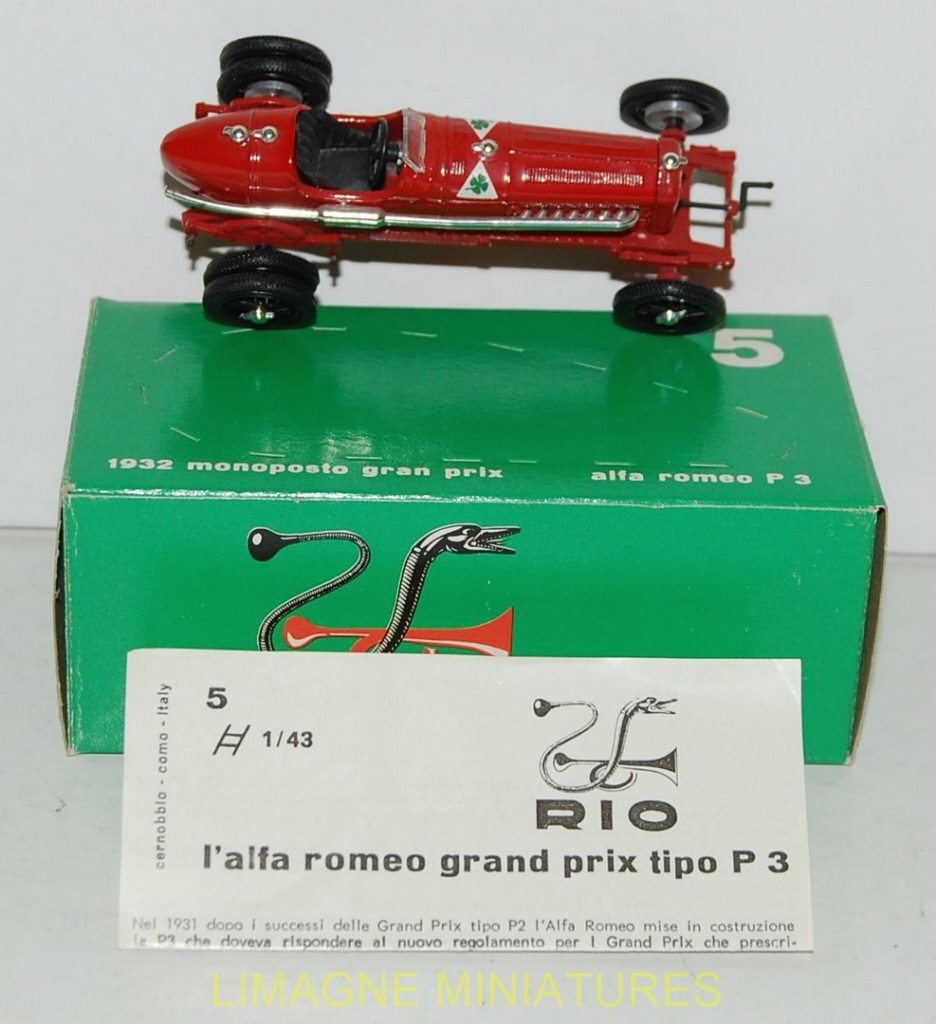 5
1932 monoposto gran prix
alfa romeo P 3
cernobbio - como - Italy
5
1/43
RIO
l'alfa romeo grand prix tipo P 3
Nel 1931 dopo i successi delle Grand Prix tipo P2 l'Alfa Romeo mise in costruzione
la P3 che doveva rispondere al nuovo regolamento per i Grand Prix che prescri-
LIMAGNE MINIATURES